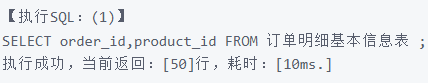 【执行SQL：(1)】
SELECT order_id,product_id FROM 订单明细基本信息表 ;
执行成功，当前返回：[50]行，耗时：[10ms.]